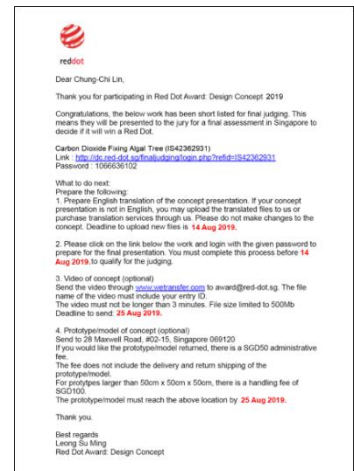 reddot
Dear Chung-Chi Lin,
Thank you for participating in Red Dot Award: Design Concept 2019
Congratulations, the below work has been short listed for final judging. This
means they will be presented to the jury for a final assessment in Singapore to
decide if it will win a Red Dot.
Carbon Dioxide Fixing Algal Tree (IS42362931)
Link : http://dc.red-dot.sg/finaljudging/login.php?refid=IS42362931
Password : 1066636102
What to do next:
Prepare the following:
1. Prepare English translation of the concept presentation. If your concept
presentation is not in English, you may upload the translated files to us or
purchase translation services through us. Please do not make changes to the
concept. Deadline to upload new files is 14 Aug 2019.
2. Please click on the link below the work and login with the given password to
prepare for the final presentation. You must complete this process before 14
Aug 2019. to qualify for the judging.
3. Video of concept (optional)
Send the video through www.wetransfer.com to award@red-dot.sg. The file
name of the video must include your entry ID.
The video must not be longer than 3 minutes. File size limited to 500Mb
Deadline to send: 25 Aug 2019.
4. Prototype/model of concept (optional)
Send to 28 Maxwell Road, #02-15, Singapore 069120
If you would like the prototype/model returned, there is a SGD50 administrative
fee.
The fee does not include the delivery and return shipping of the
prototype/model.
For protytpes larger than 50cm x 50cm x 50cm, there is a handling fee of
SGD100.
The prototype/model must reach the above location by 25 Aug 2019.
Thank you.
Best regards
Leong Su Ming
Red Dot Award: Design Concept